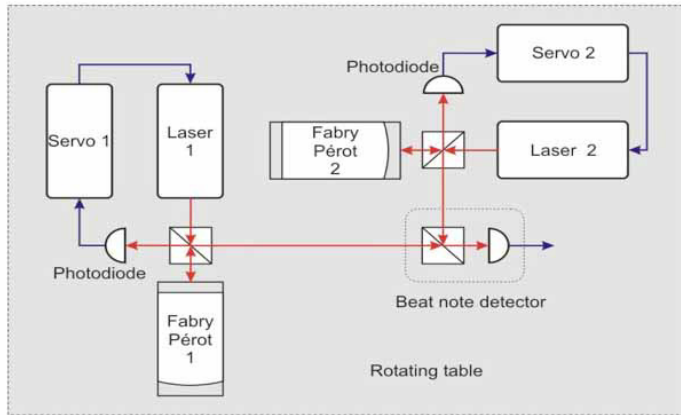 Servo 1
Laser
1
Photodiode
Fabry
Pérot
1
Photodiode
Servo 2
Fabry
Pérot
2
Laser 2
Beat note detector
Rotating table